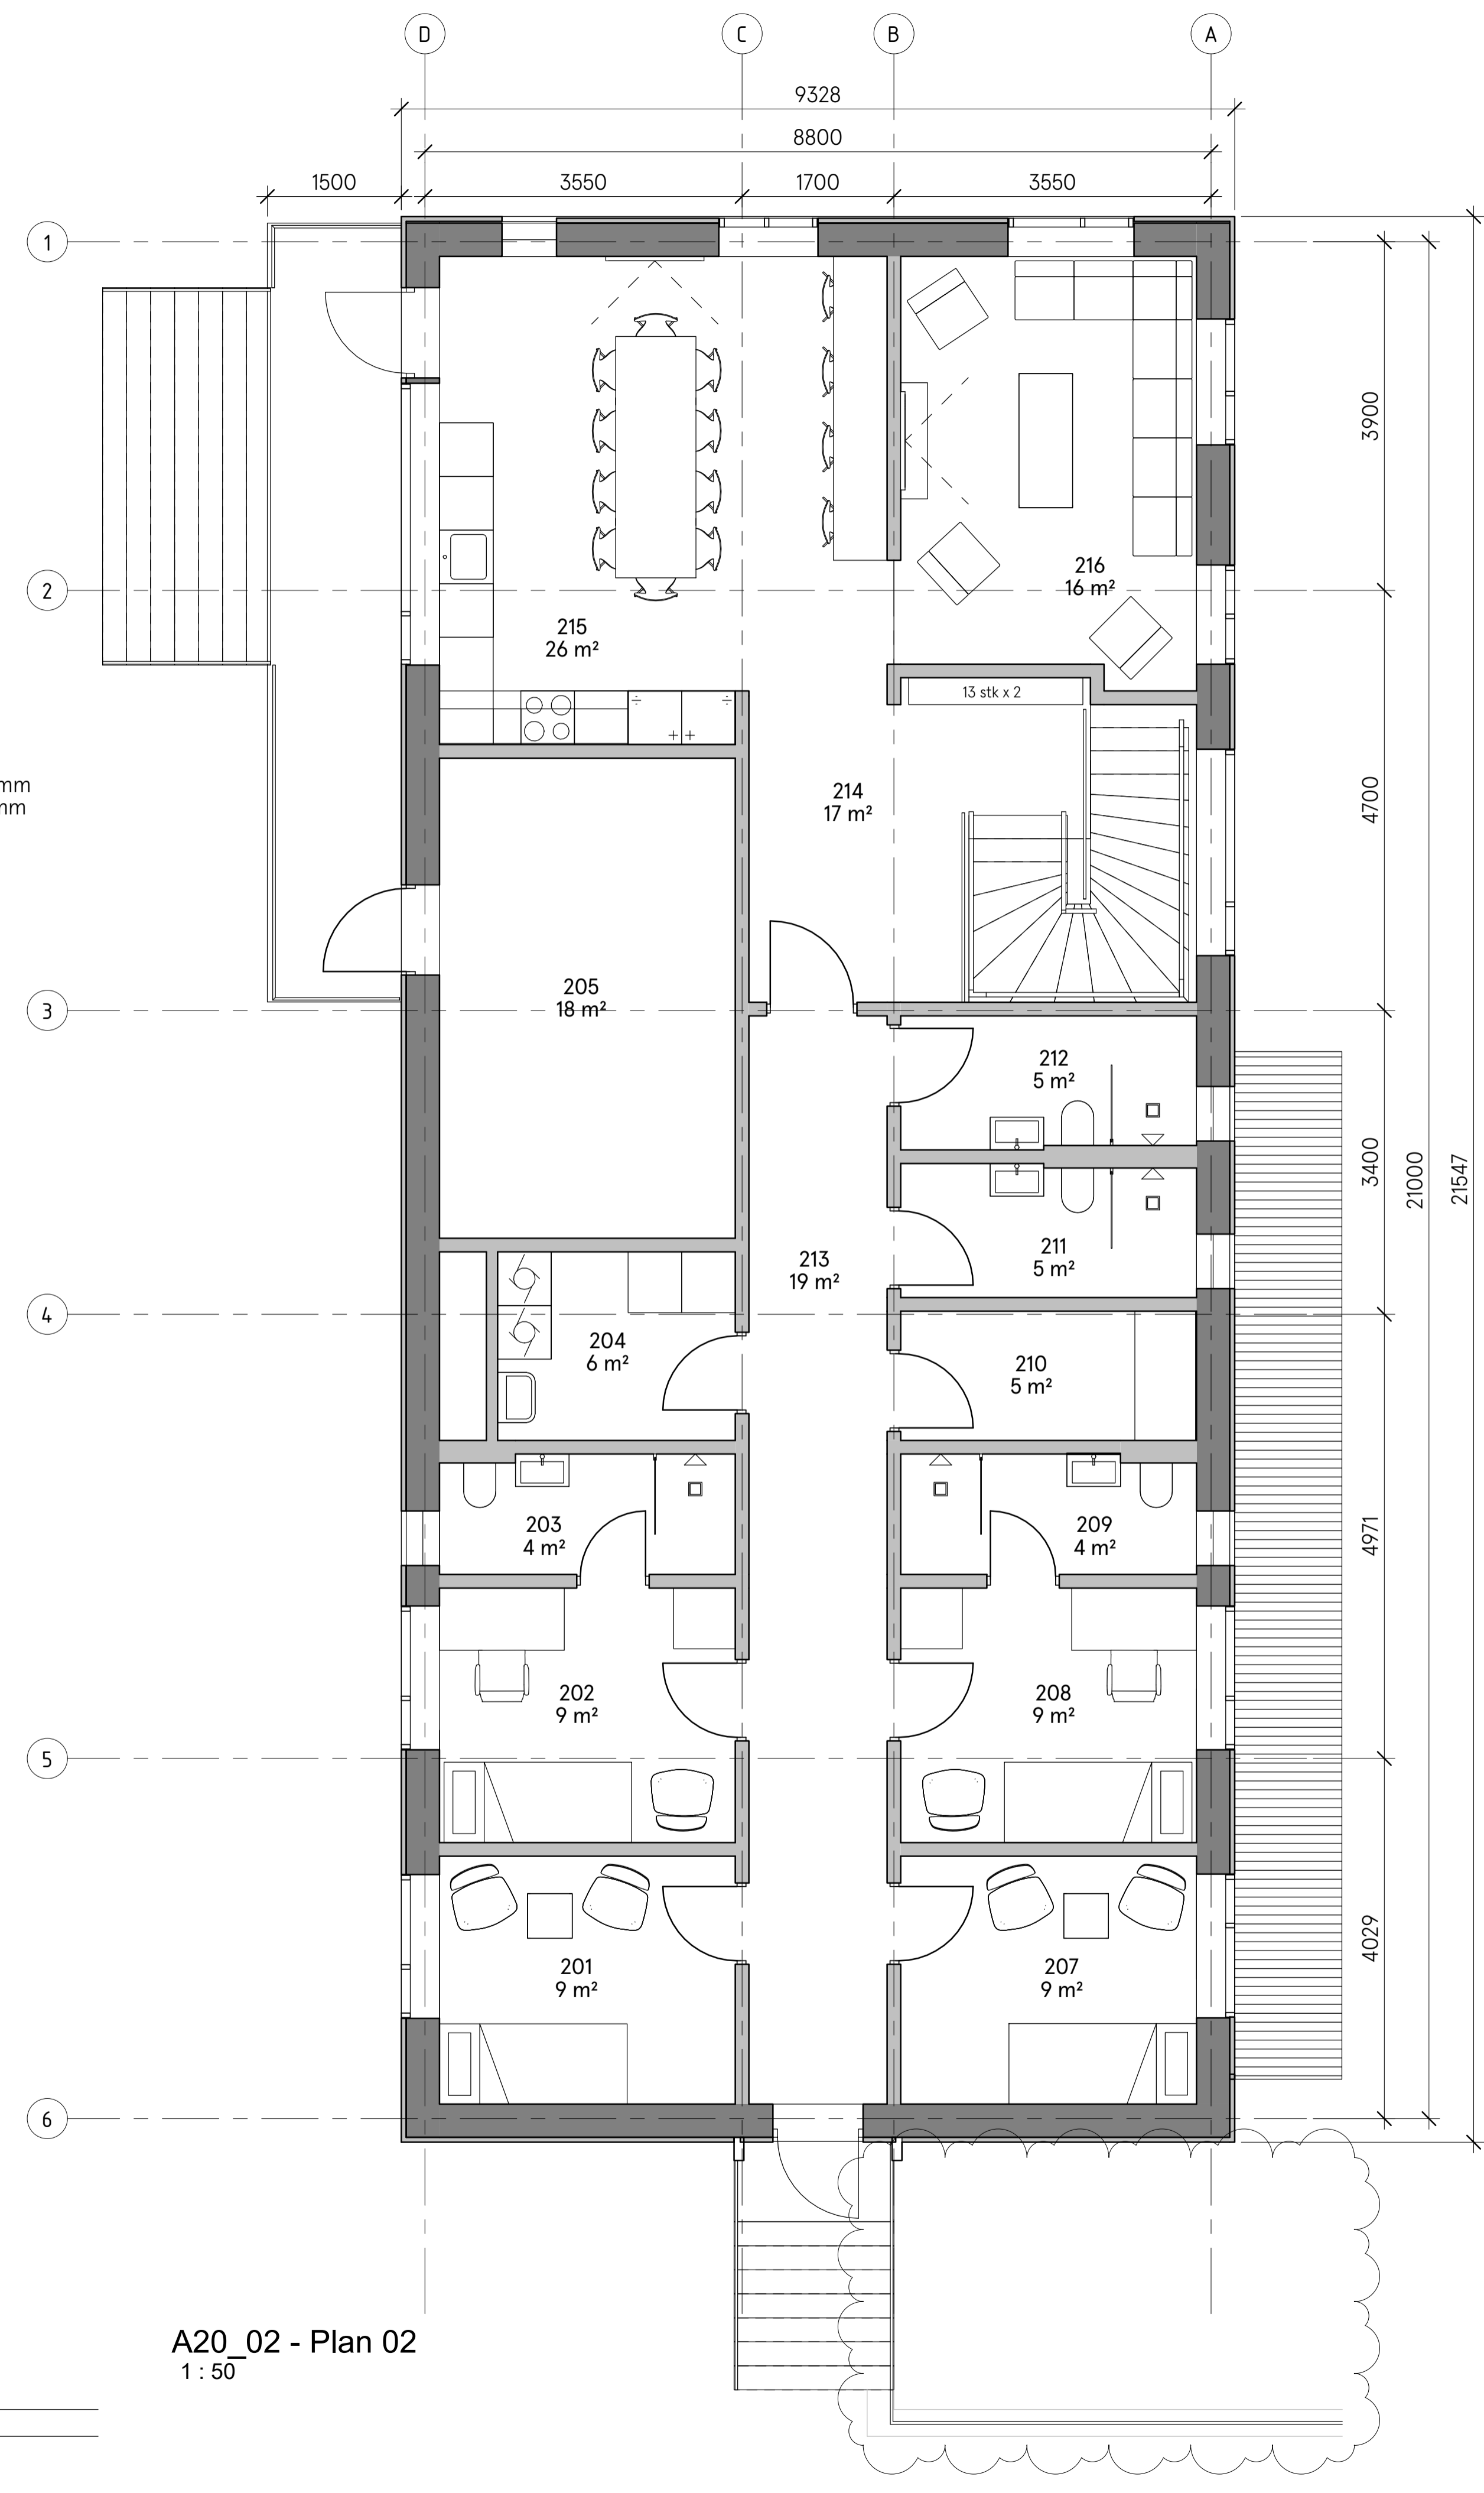 D
C
B
A
9328
8800
1500
3550
1700
3550
1
3900
216
16 m²
2
215
26 m²
13 stk x 2
mm
mm
214
17 m²
4700
205
18 m²
3
212
5 m²
3400
21000
21547
211
5 m²
213
19 m²
4
204
6 m²
210
5 m²
203
4 m²
209
4 m²
4971
202
9 m²
208
9 m²
5
4029
201
9 m²
207
9 m²
6
A20_02 - Plan 02
1 : 50